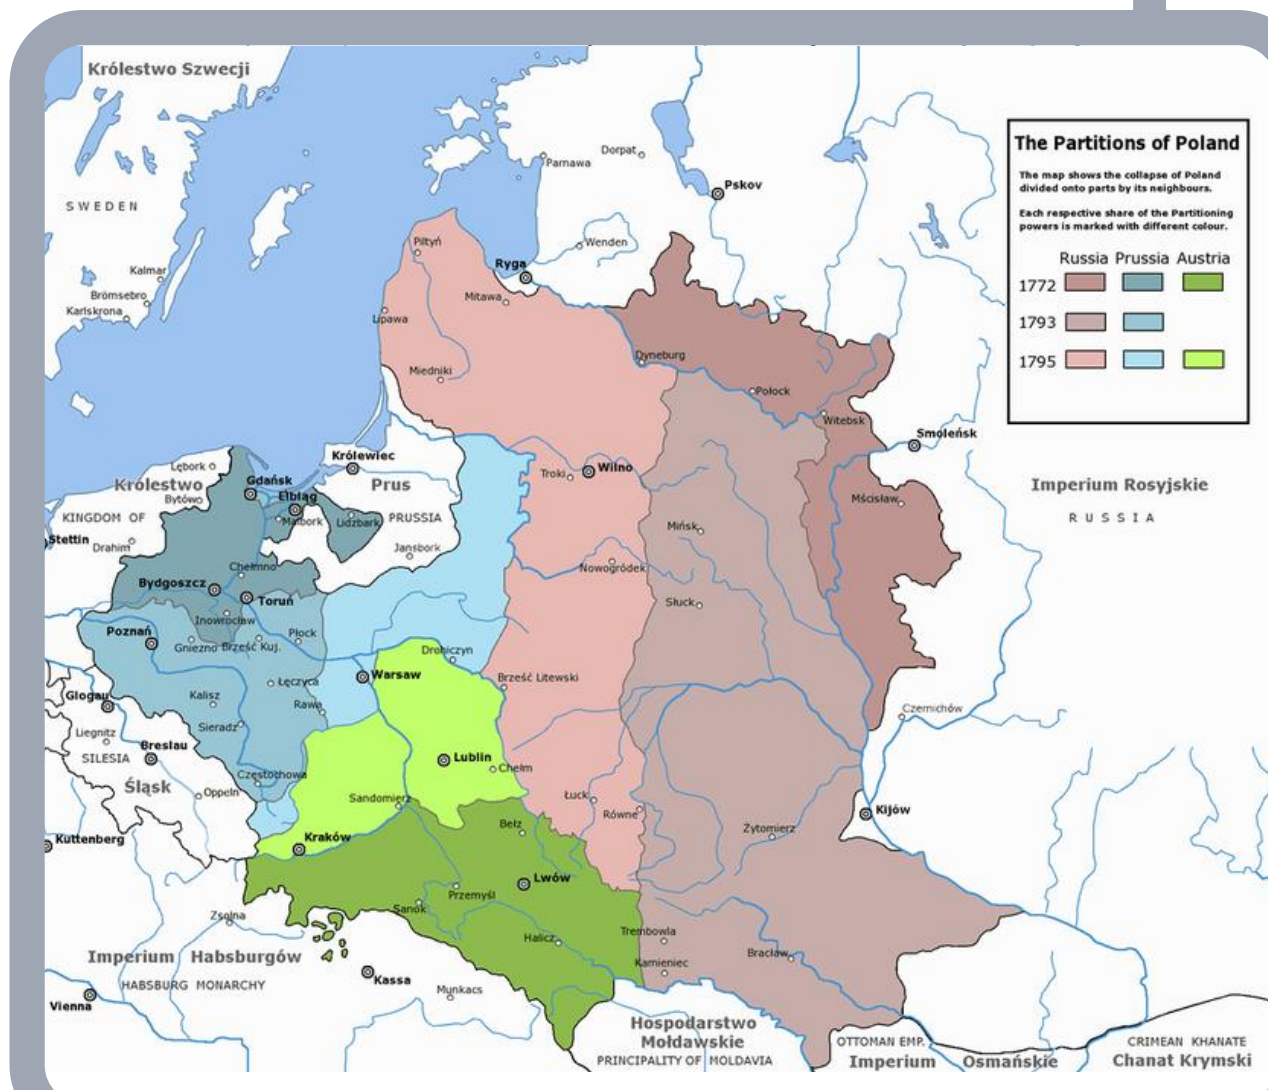 Królestwo Szwecji
SWEDEN
Kalmar
Brömsebro
Karlskrona
Parnawa
Dorpat
Pskov
Wenden
Ryga
Piltyń
Mitawa
Lipawa
Miedniki
Dyneburg
Połock
Witebsk
Smoleńsk
The Partitions of Poland
The map shows the collapse of Poland
divided onto parts by its neighbours.
Each respective share of the Partitioning
powers is marked with different colour.
Russia Prussia Austria
1772
1793
1795
Imperium Rosyjskie
RUSSIA
Mścisław
Wilno
Troki
Mińsk
Nowogródek
Słuck
Królewiec
Królestwo Prus
KINGDOM OF PRUSSIA
Lębork
Bytówo
Gdańsk
Elbląg
Malbork
Lidzbark
Jansbork
Stettin
Drahim
Chełmno
Bydgoszcz
Toruń
Inowrocław
Poznań
Gniezno
Brześć Kuj.
Płock
Drohiczyn
Warsaw
Brześć Litewski
Glogau
Kalisz
Łęczyca
Rawa
Sieradz
Liegnitz
Breslau
SILESIA
Śląsk
Oppeln
Częstochowa
Lublin
Chełm
Sandomierz
Łuck
Równe
Czernichów
Kijów
Żytomierz
Kuttenberg
Kraków
Bełz
Lwów
Przemyśl
Sanok
Halicz
Trembowla
Kamieniec
Bracław
Zsolna
Imperium Habsburgów
HABSBURG MONARCHY
Vienna
Kassa
Munkacs
Hospodarstwo
Mołdawskie
PRINCIPALITY OF MOLDAVIA
OTTOMAN EMP.
Imperium Osmańskie
CRIMEAN KHANATE
Chanat Krymski